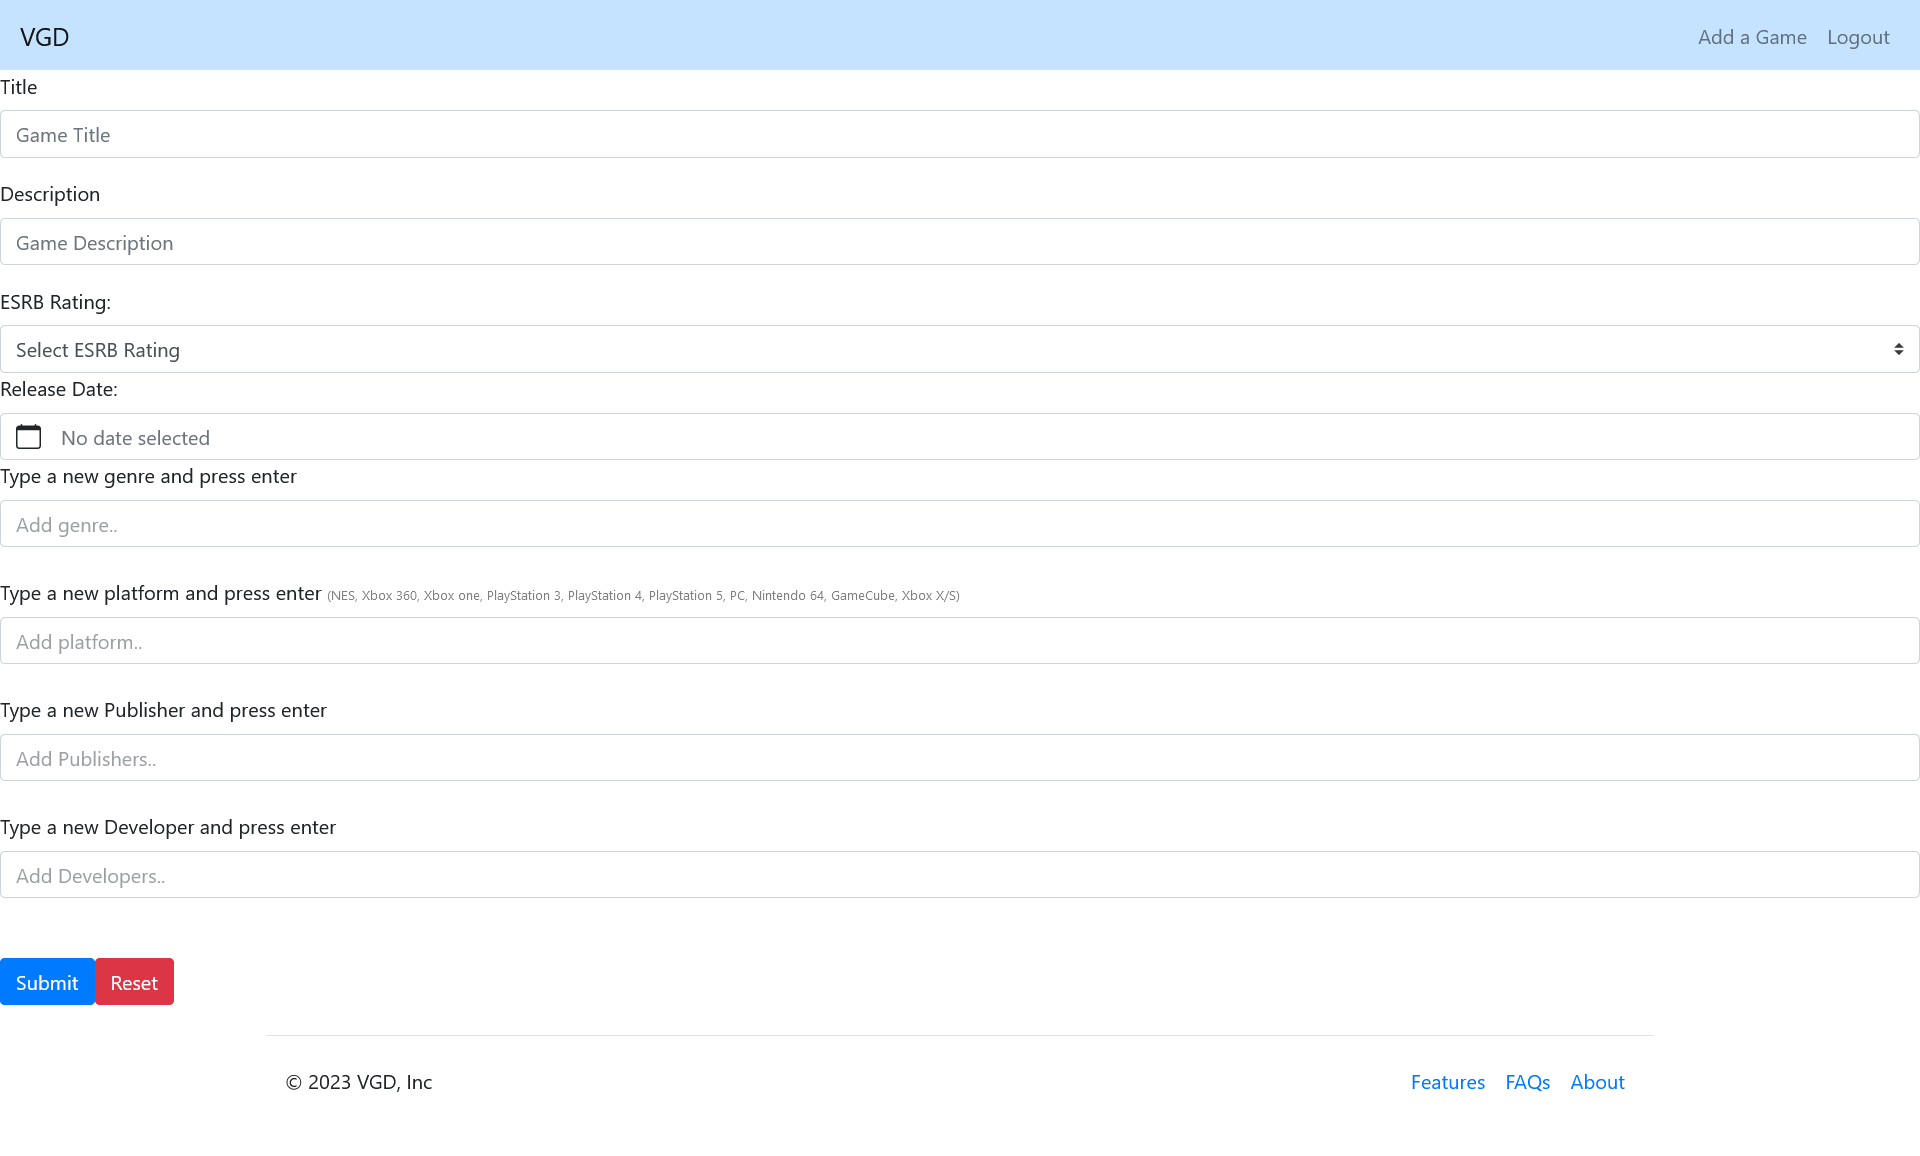 VGD Add a Game Logout
Title
Game Title
Description
Game Description
ESRB Rating:
Select ESRB Rating
Release Date:
No date selected
Type a new genre and press enter
Add genre..
Type a new platform and press enter (NES, Xbox 360, Xbox one, PlayStation 3, PlayStation 4, PlayStation 5, PC, Nintendo 64, GameCube, Xbox X/S)
Add platform..
Type a new Publisher and press enter
Add Publishers..
Type a new Developer and press enter
Add Developers..
Submit Reset
© 2023 VGD, Inc Features FAQs About